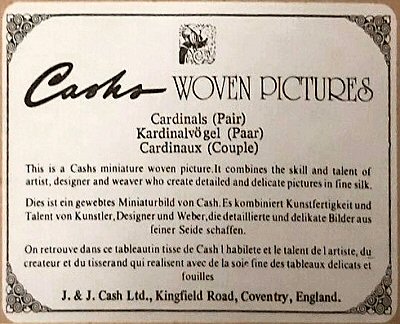 Cashs WOVEN PICTURES
Cardinals (Pair)
Kardinalvögel (Paar)
Cardinaux (Couple)
This is a Cashs miniature woven picture.It combines the skill and talent of
artist, designer and weaver who create detailed and delicate pictures in fine silk.
Dies ist ein gewebtes Miniaturbild von Cash.Es kombiniert Kunstfertigkeit und
Talent von Kunstler,Designer und Weber,die detaillierte und delikate Bilder aus
feiner Seide schaffen.
On retrouve dans ce tableautin tisse de Cash l habilete et le talent de l artiste, du
createur et du tisserand qui realisent avec de la soie fine des tableaux delicats et
fouilles
J. & J. Cash Ltd., Kingfield Road, Coventry, England.